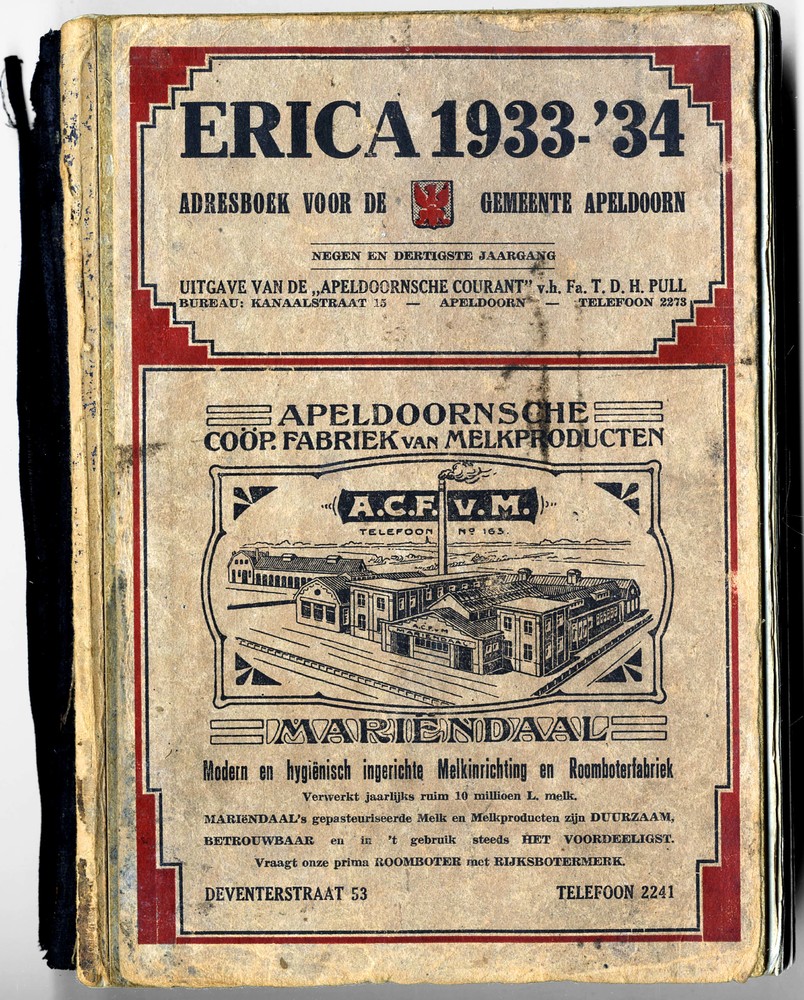 ERICA 1933-'34
ADRESBOEK VOOR DE GEMEENTE APELDOORN
NEGEN EN DERTIGSTE JAARGANG
UITGAVE VAN DE „APELDOORNSCHE COURANT” v.h. Fa. T. D. H. PULL
BUREAU: KANAALSTRAAT 15 — APELDOORN — TELEFOON 2273
APELDOORNSCHE
COÖP. FABRIEK VAN MELKPRODUCTEN
A.C.F. V.M.
TELEFOON Nº 163.
A.C.F.V.M
MARIENDAAL
MARIËNDAAL
Modern en hygiënisch ingerichte Melkinrichting en Roomboterfabriek
Verwerkt jaarlijks ruim 10 millioen L. melk.
MARIëNDAAL's gepasteuriseerde Melk en Melkproducten zijn DUURZAAM,
BETROUWBAAR en in 't gebruik steeds HET VOORDEELIGST.
Vraagt onze prima ROOMBOTER met RIJKSBOTERMERK.
DEVENTERSTRAAT 53 TELEFOON 2241